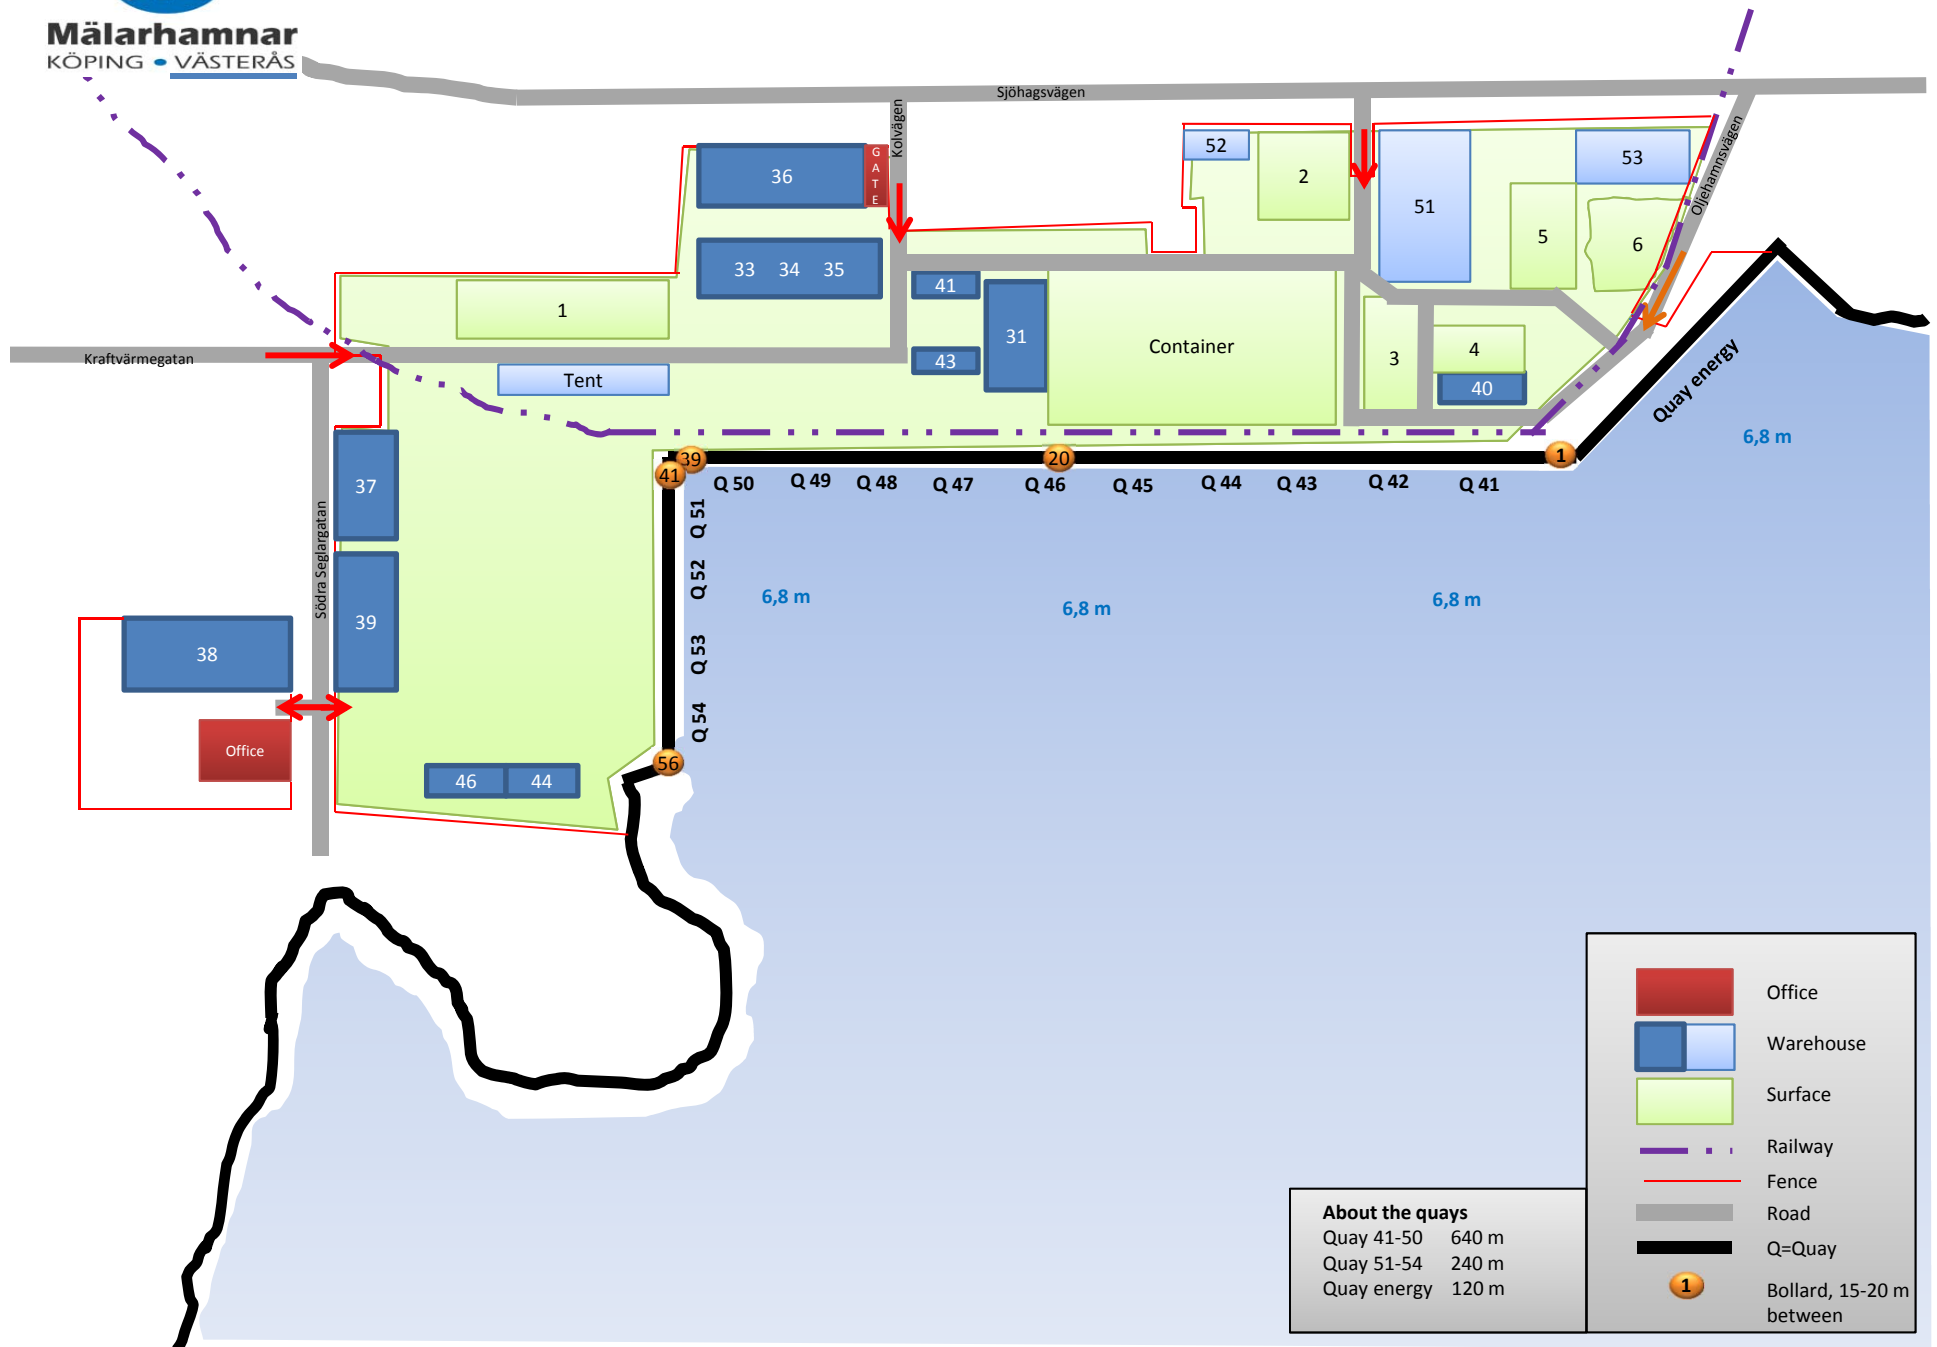 Mälarhamnar
KÖPING • VÄSTERÅS
Sjöhagsvägen
Kolvägen
Oljehamnsvägen
36
GATE
52
2
51
53
5
6
33 34 35
41
31
1
43
Container
3
4
40
Kraftvärmegatan
Tent
Quay energy
6,8 m
39
41
20
1
Q 50
Q 49
Q 48
Q 47
Q 46
Q 45
Q 44
Q 43
Q 42
Q 41
37
Q 51
Q 52
Q 53
Q 54
Södra Seglargatan
39
38
6,8 m
6,8 m
6,8 m
Office
56
46
44
Office
Warehouse
Surface
Railway
Fence
Road
Q=Quay
1
Bollard, 15-20 m
between
About the quays
Quay 41-50 640 m
Quay 51-54 240 m
Quay energy 120 m